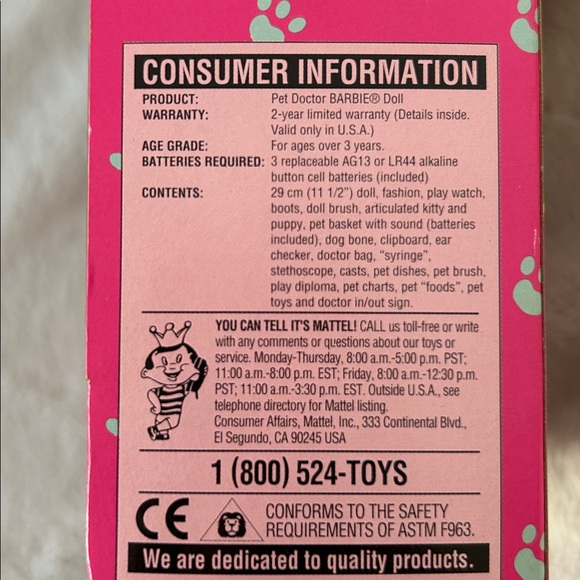 CONSUMER INFORMATION
PRODUCT: Pet Doctor BARBIE® Doll
WARRANTY: 2-year limited warranty (Details inside.
Valid only in U.S.A.)
AGE GRADE: For ages over 3 years.
BATTERIES REQUIRED: 3 replaceable AG13 or LR44 alkaline
button cell batteries (included)
CONTENTS: 29 cm (11 1/2") doll, fashion, play watch,
boots, doll brush, articulated kitty and
puppy, pet basket with sound (batteries
included), dog bone, clipboard, ear
checker, doctor bag, “syringe”,
stethoscope, casts, pet dishes, pet brush,
play diploma, pet charts, pet “foods”, pet
toys and doctor in/out sign.
YOU CAN TELL IT'S MATTEL! CALL us toll-free or write
with any comments or questions about our toys or
service. Monday-Thursday, 8:00 a.m.-5:00 p.m. PST;
11:00 a.m.-8:00 p.m. EST; Friday, 8:00 a.m.-12:30 p.m.
PST; 11:00 a.m.-3:30 p.m. EST. Outside U.S.A., see
telephone directory for Mattel listing.
Consumer Affairs, Mattel, Inc., 333 Continental Blvd.,
El Segundo, CA 90245 USA
1 (800) 524-TOYS
CE CONFORMS TO THE SAFETY
REQUIREMENTS OF ASTM F963.
We are dedicated to quality products.